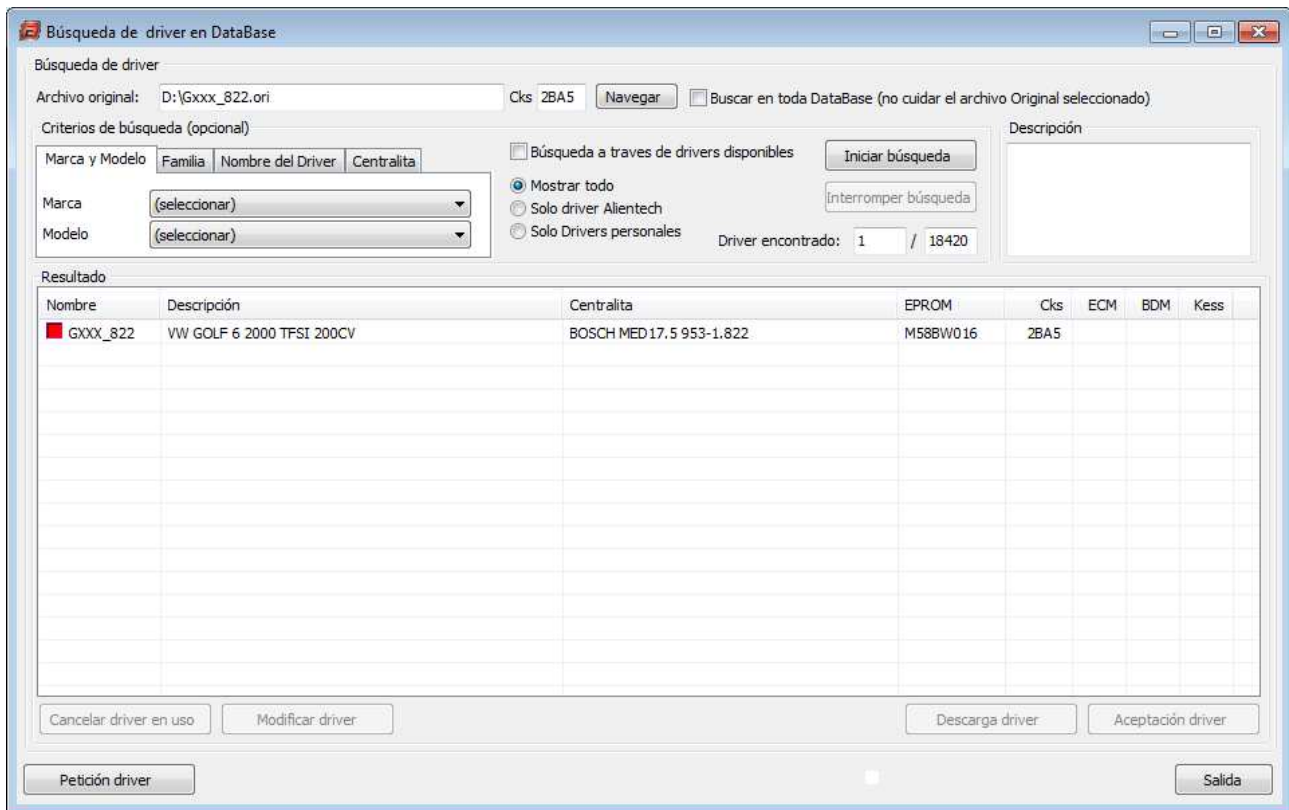 Búsqueda de driver en DataBase
Búsqueda de driver
Archivo original: D:\Gxxx_822.ori Cks 2BA5 Navegar Buscar en toda DataBase (no cuidar el archivo Original seleccionado)
Criterios de búsqueda (opcional) Descripción
Marca y Modelo Familia Nombre del Driver Centralita Búsqueda a traves de drivers disponibles Iniciar búsqueda
Mostrar todo
Marca (seleccionar) Solo driver Alientech Interromper búsqueda
Modelo (seleccionar) Solo Drivers personales Driver encontrado: 1 / 18420
Resultado
Nombre Descripción Centralita EPROM Cks ECM BDM Kess
GXXX_822 VW GOLF 6 2000 TFSI 200CV BOSCH MED17.5 953-1.822 M58BW016 2BA5
Cancelar driver en uso Modificar driver Descarga driver Aceptación driver
Petición driver Salida